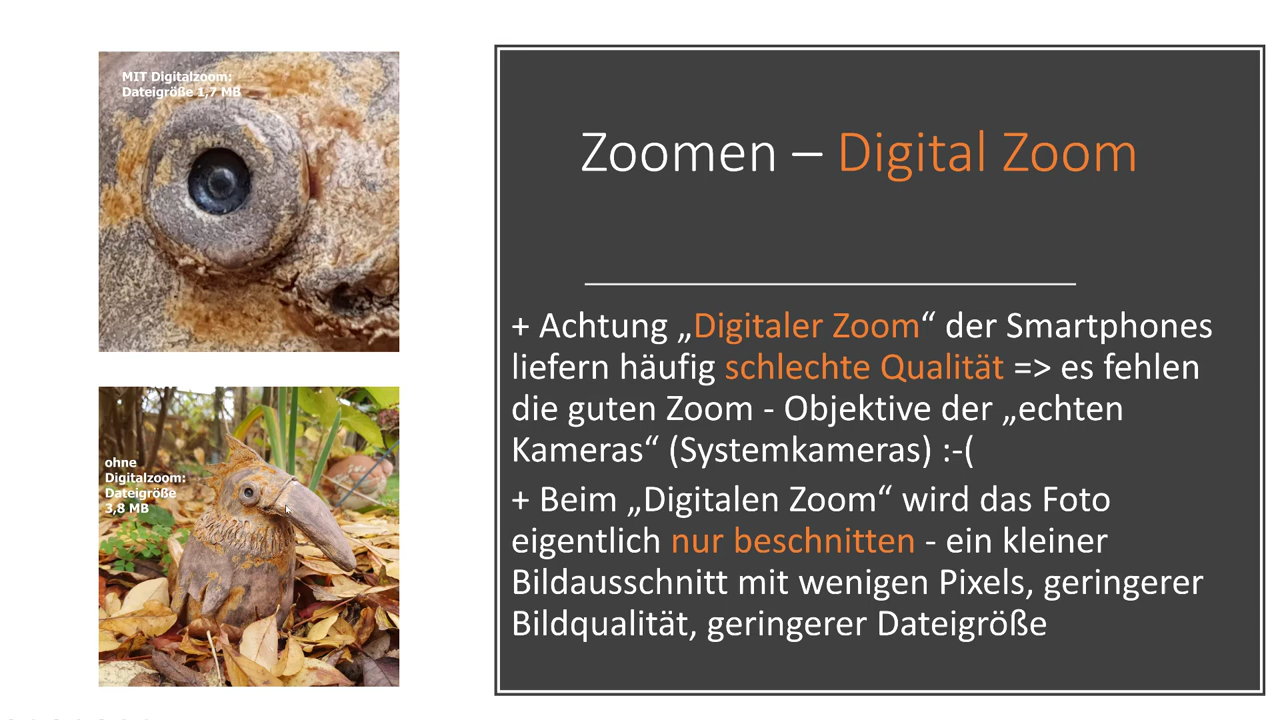 MIT Digitalzoom:
Dateigröße 1,7 MB
ohne
Digitalzoom:
Dateigröße
3,8 MB
Zoomen – Digital Zoom
+ Achtung „Digitaler Zoom“ der Smartphones
liefern häufig schlechte Qualität => es fehlen
die guten Zoom - Objektive der „echten
Kameras“ (Systemkameras) :-(
+ Beim „Digitalen Zoom“ wird das Foto
eigentlich nur beschnitten - ein kleiner
Bildausschnitt mit wenigen Pixels, geringerer
Bildqualität, geringerer Dateigröße